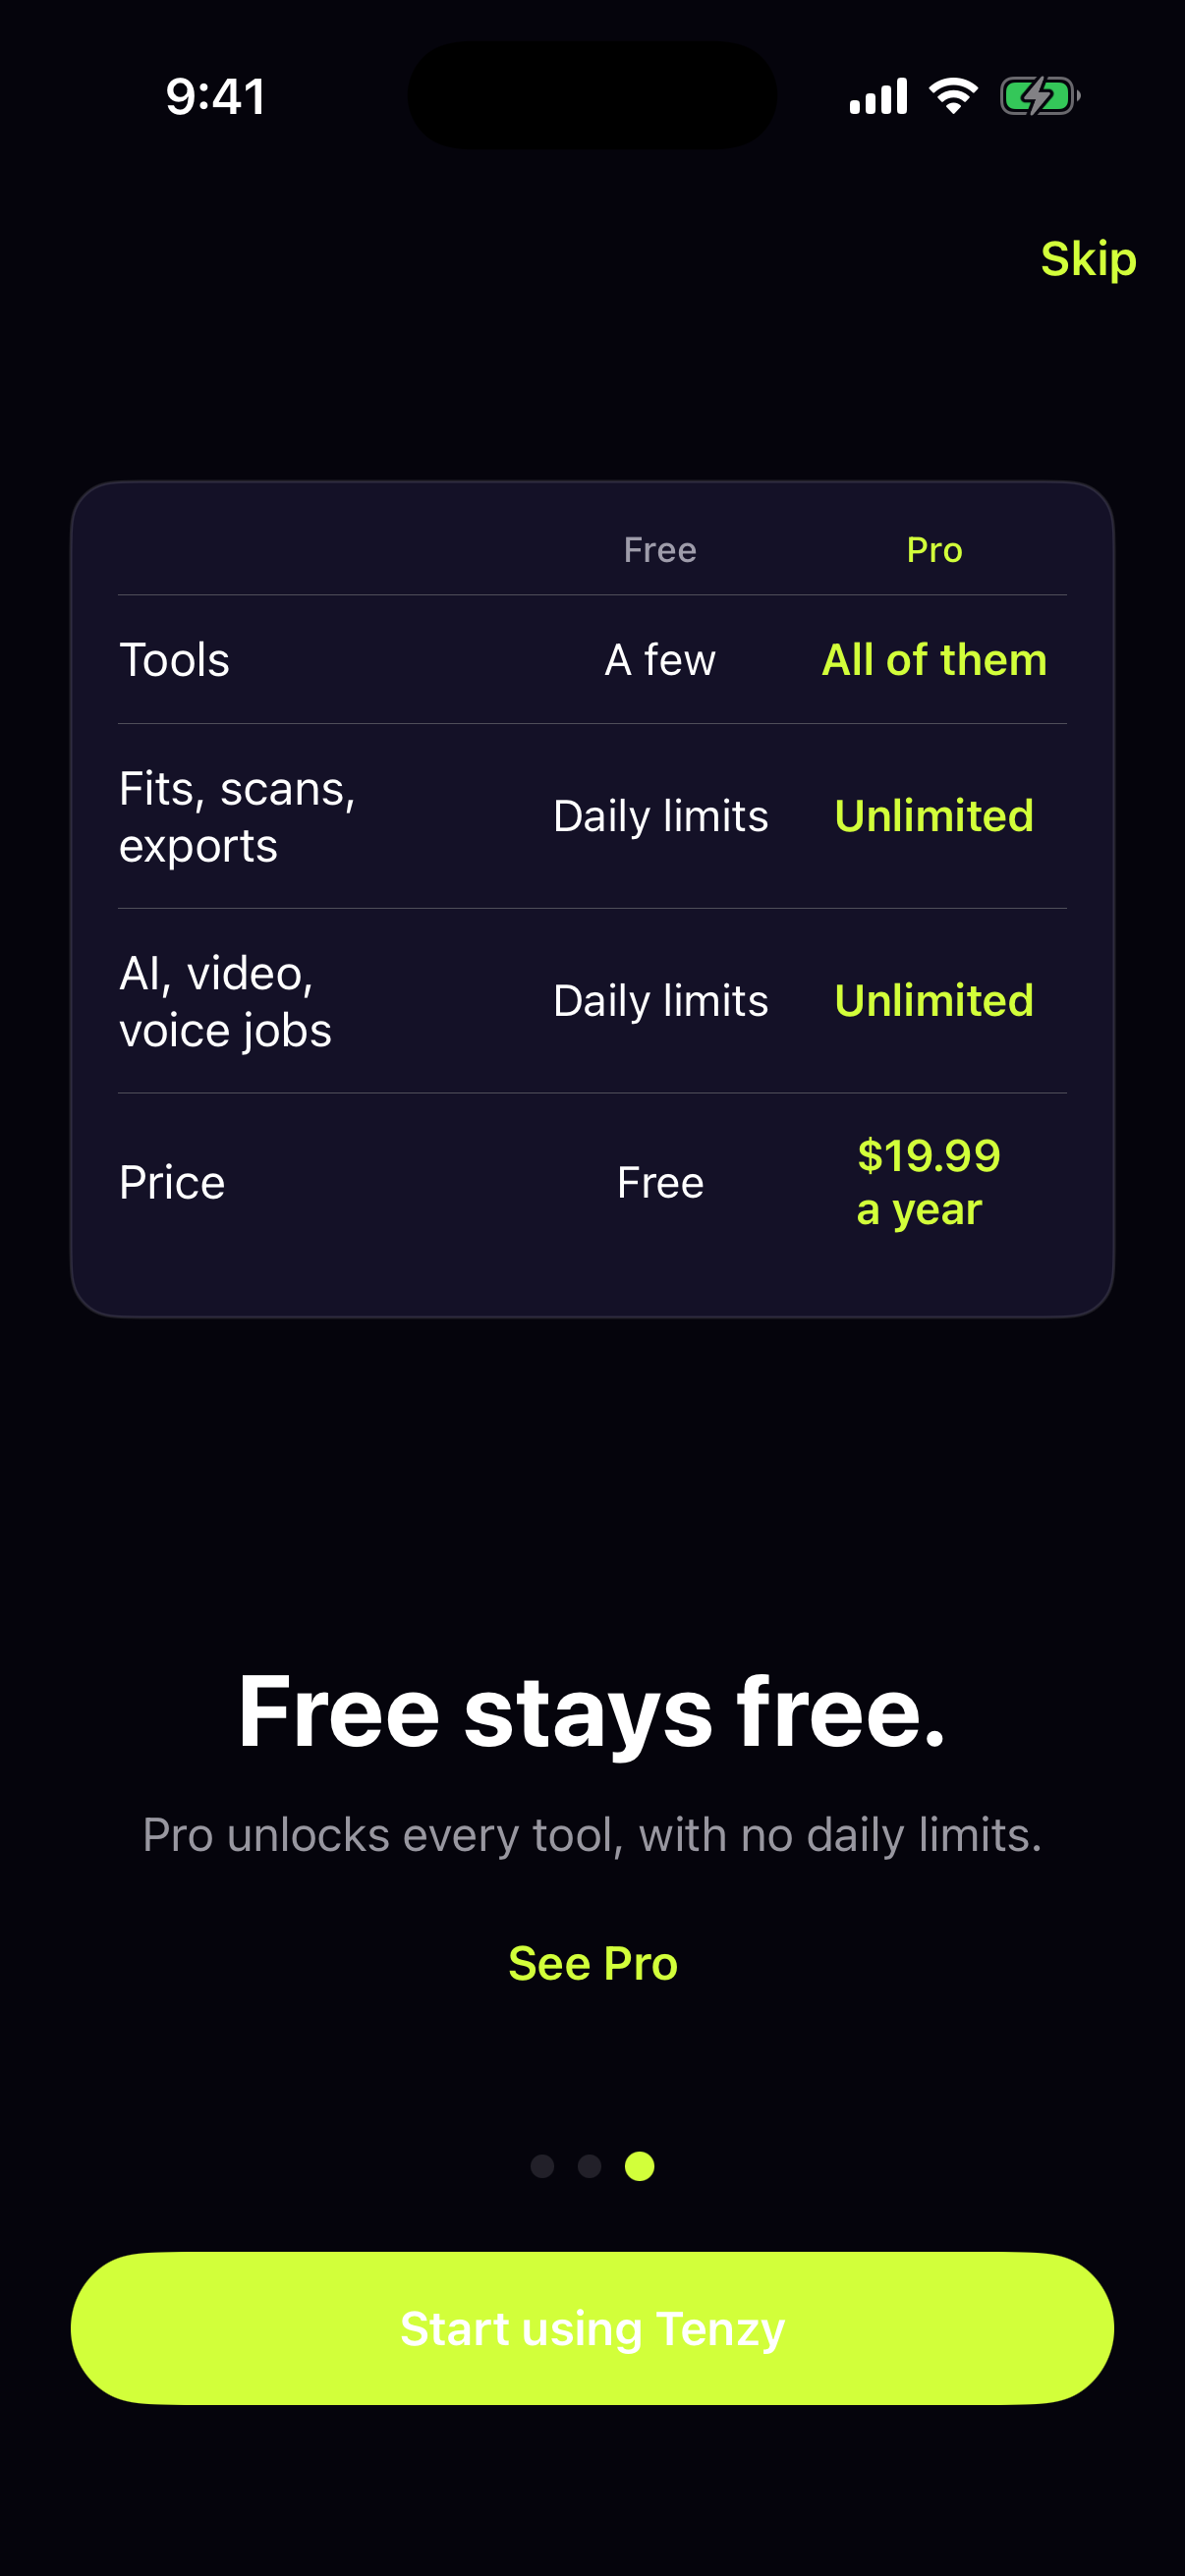 9:41
Skip
Free Pro
Tools A few All of them
Fits, scans,
exports Daily limits Unlimited
AI, video,
voice jobs Daily limits Unlimited
Price Free $19.99
a year
Free stays free.
Pro unlocks every tool, with no daily limits.
See Pro
Start using Tenzy